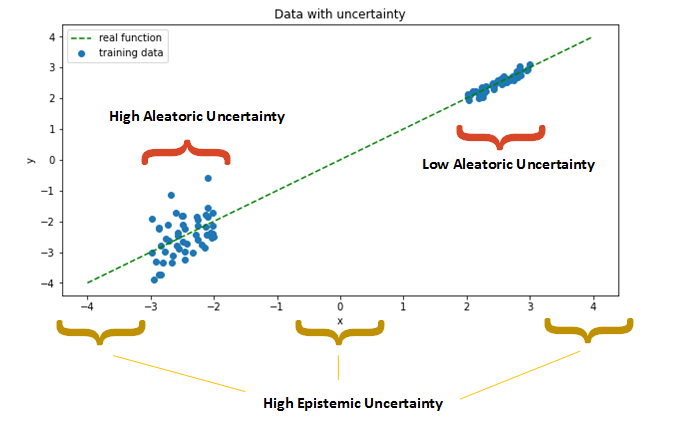 Data with uncertainty
real function
training data
High Aleatoric Uncertainty
Low Aleatoric Uncertainty
y
4
3
2
1
0
−1
−2
−3
−4
−4 −3 −2 −1 0 1 2 3 4
x
High Epistemic Uncertainty